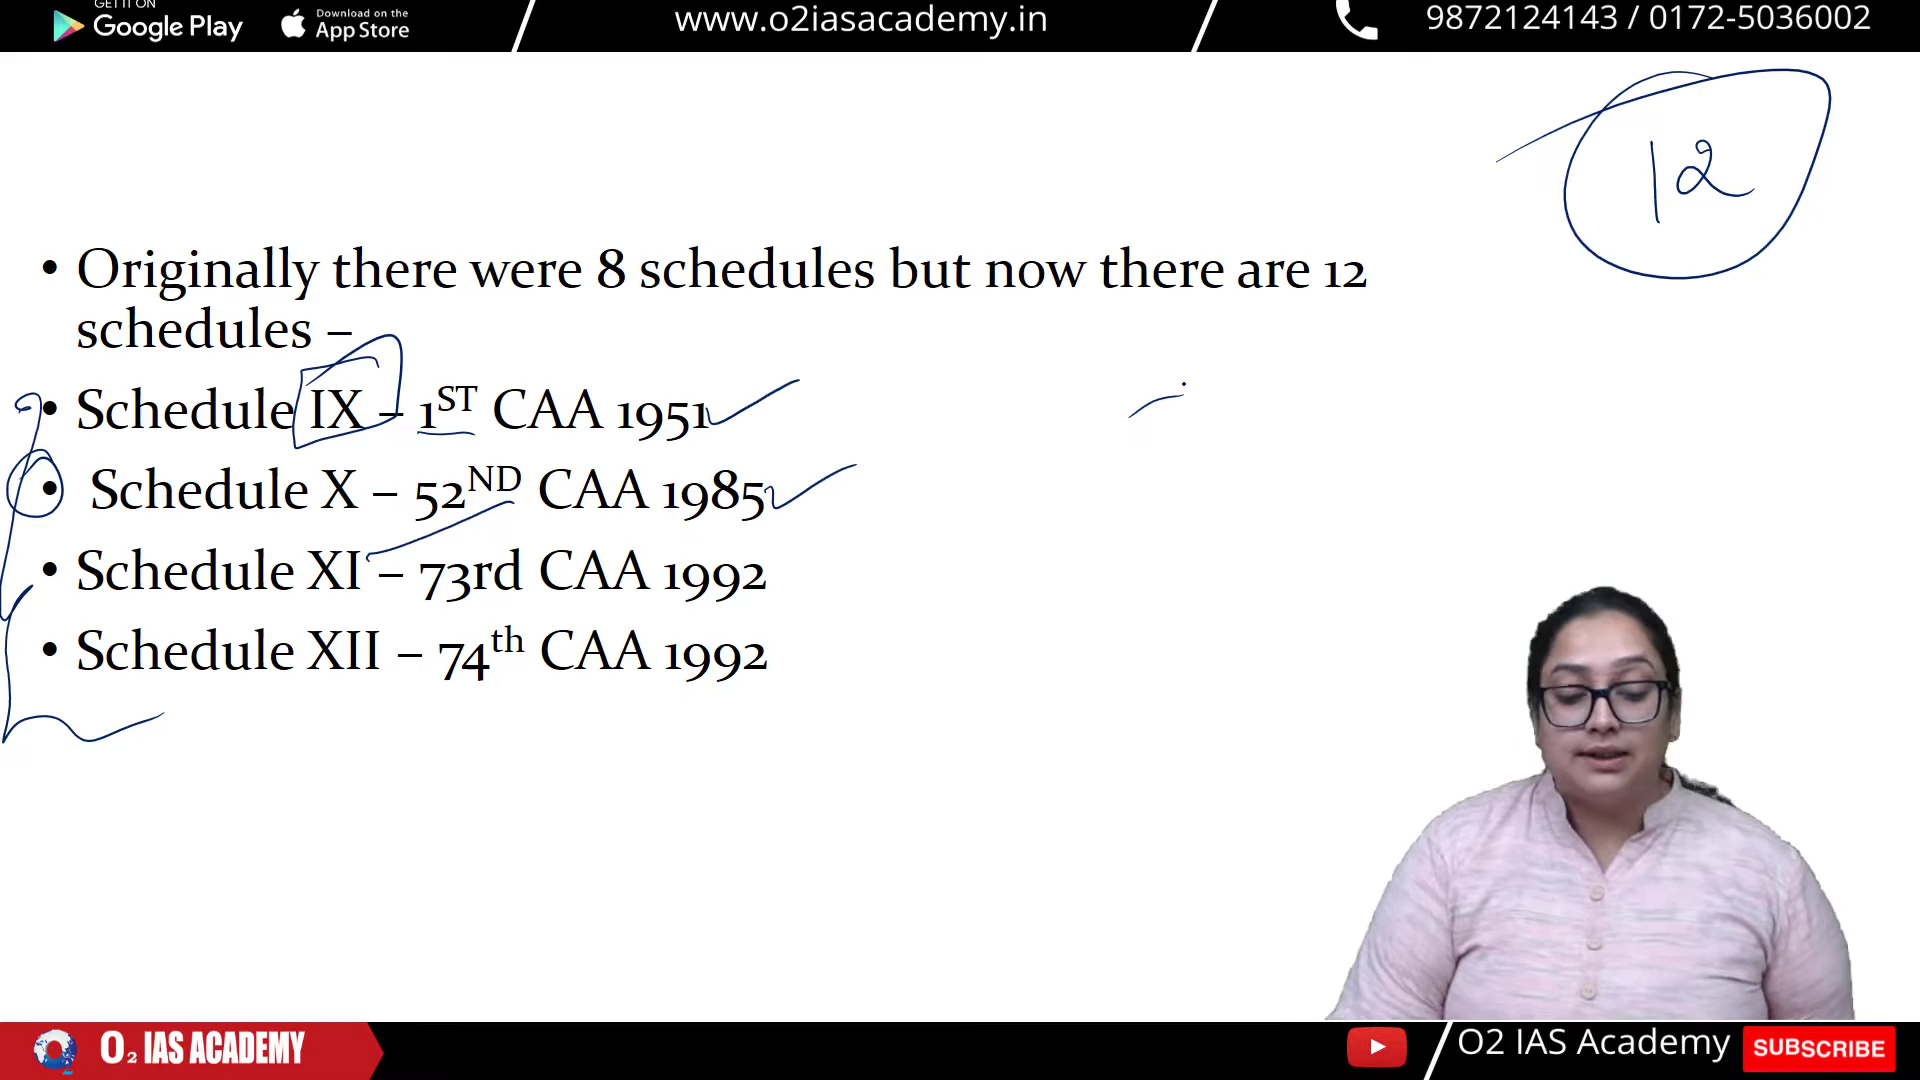 GET IT ON
Google Play
Download on the
App Store
www.o2iasacademy.in
9872124143 / 0172-5036002
12
• Originally there were 8 schedules but now there are 12
schedules –
• Schedule IX – 1ST CAA 1951
• Schedule X – 52ND CAA 1985
• Schedule XI – 73rd CAA 1992
• Schedule XII – 74th CAA 1992
O2 IAS ACADEMY
O2 IAS Academy
SUBSCRIBE